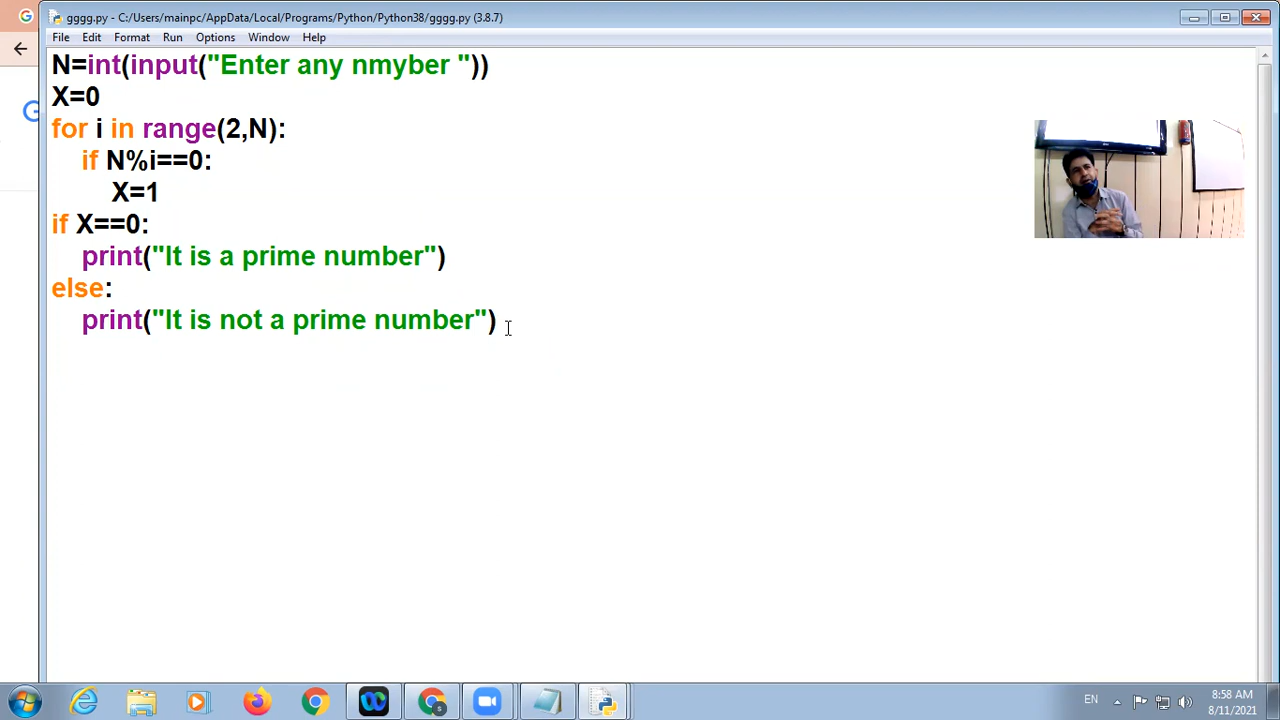 gggg.py - C:/Users/mainpc/AppData/Local/Programs/Python/Python38/gggg.py (3.8.7)
File Edit Format Run Options Window Help
N=int(input("Enter any nmyber "))
X=0
for i in range(2,N):
if N%i==0:
X=1
if X==0:
print("It is a prime number")
else:
print("It is not a prime number")
EN
8:58 AM
8/11/2021